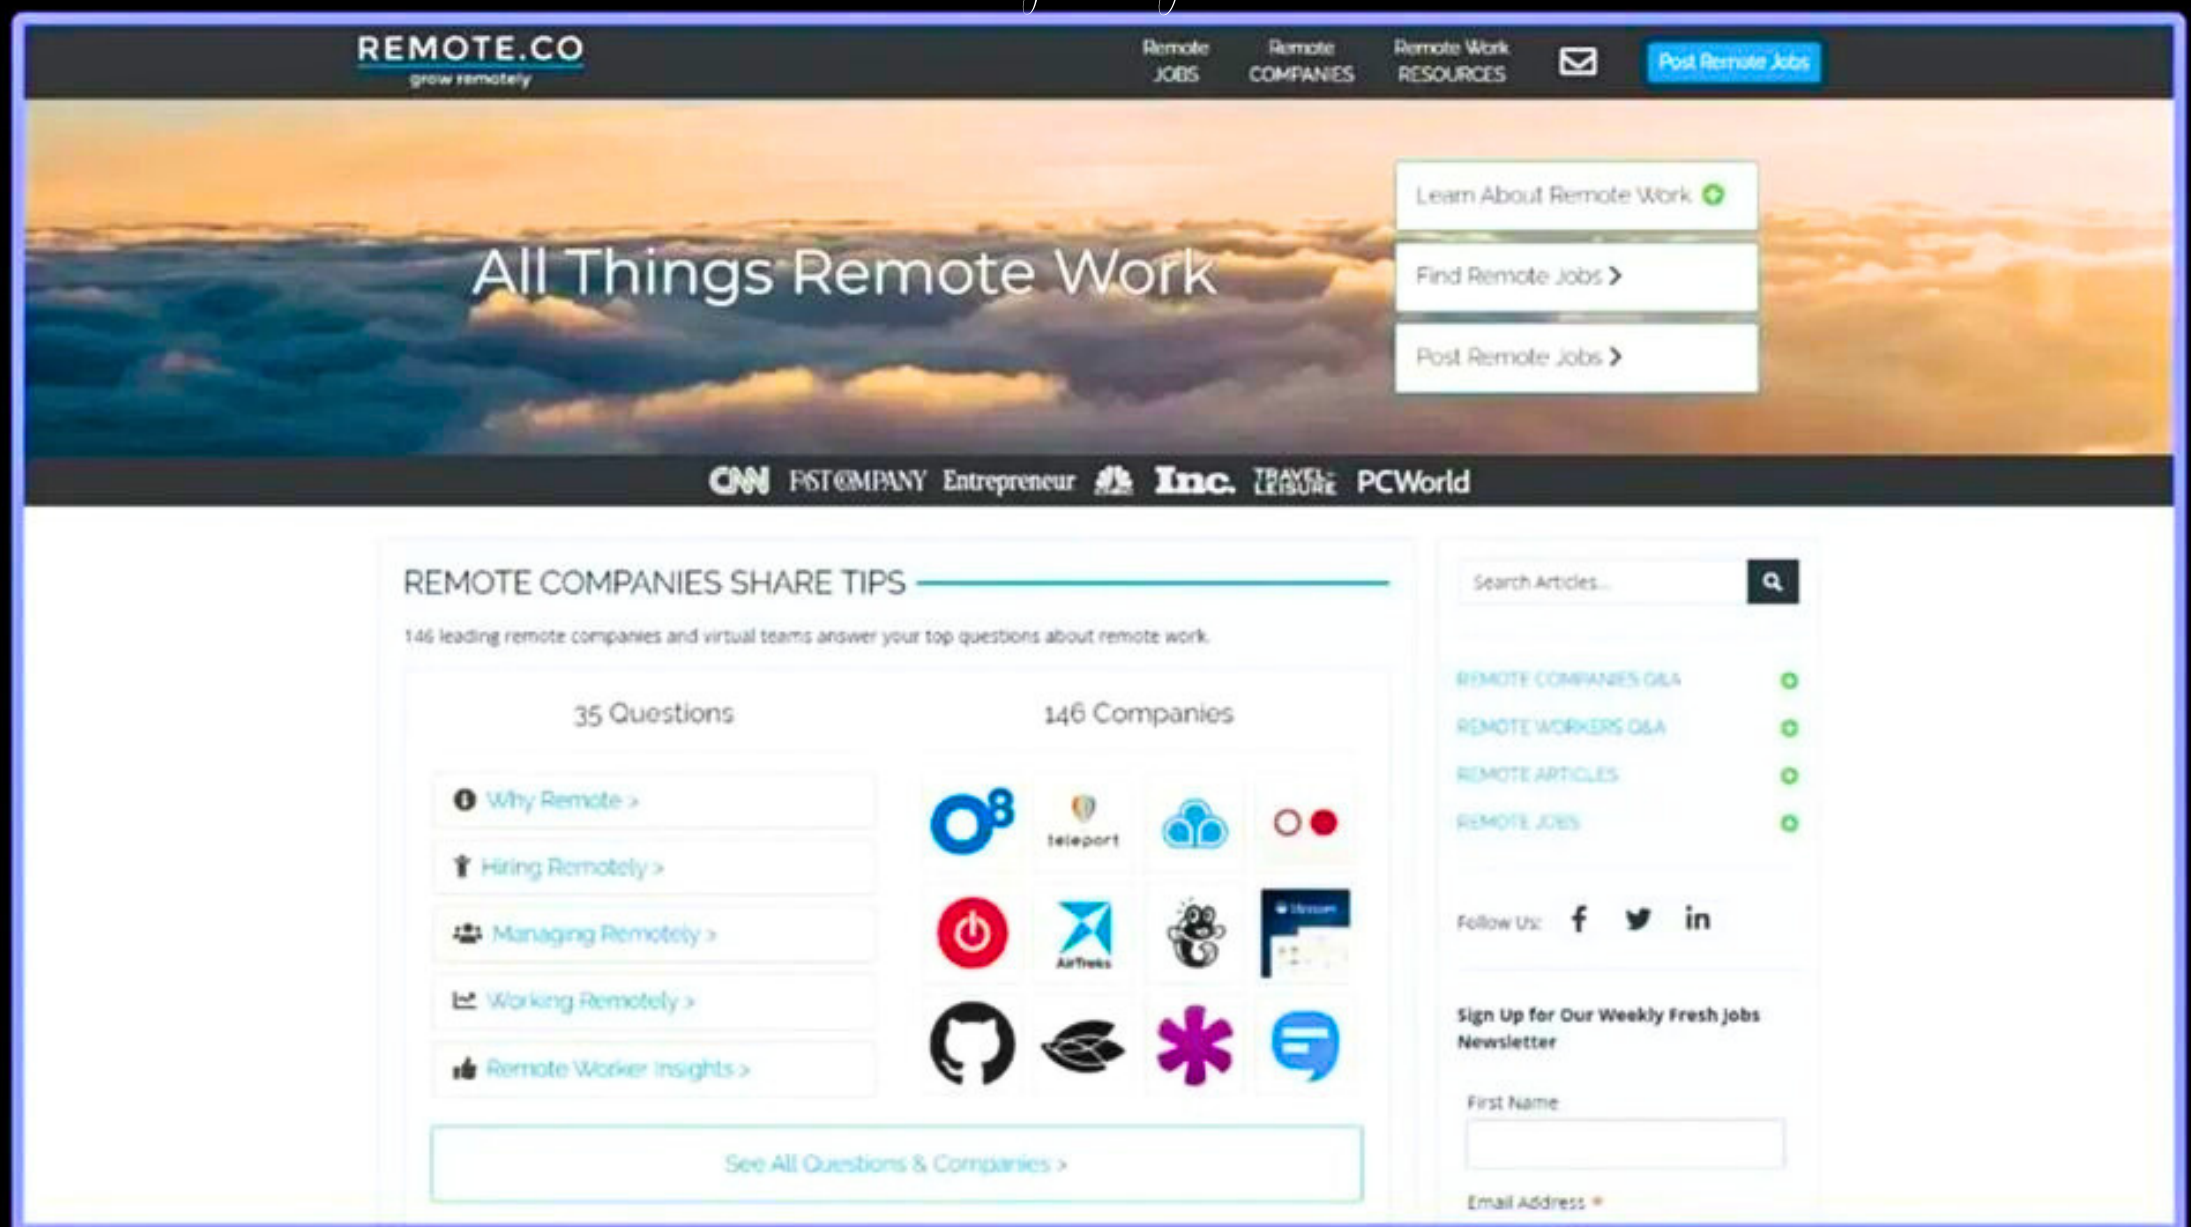 REMOTE.CO
grow remotely
Remote JOBS
Remote COMPANIES
Remote Work RESOURCES
Post Remote Jobs
All Things Remote Work
Learn About Remote Work
Find Remote Jobs >
Post Remote Jobs >
CNN FAST COMPANY Entrepreneur Inc. TRAVEL+ LEISURE PCWorld
REMOTE COMPANIES SHARE TIPS
146 leading remote companies and virtual teams answer your top questions about remote work.
35 Questions
146 Companies
Why Remote >
Hiring Remotely >
Managing Remotely >
Working Remotely >
Remote Worker Insights >
teleport
AirTreks
See All Questions & Companies >
Search Articles...
REMOTE COMPANIES Q&A
REMOTE WORKERS Q&A
REMOTE ARTICLES
REMOTE JOBS
Follow Us:
Sign Up for Our Weekly Fresh Jobs
Newsletter
First Name
Email Address *